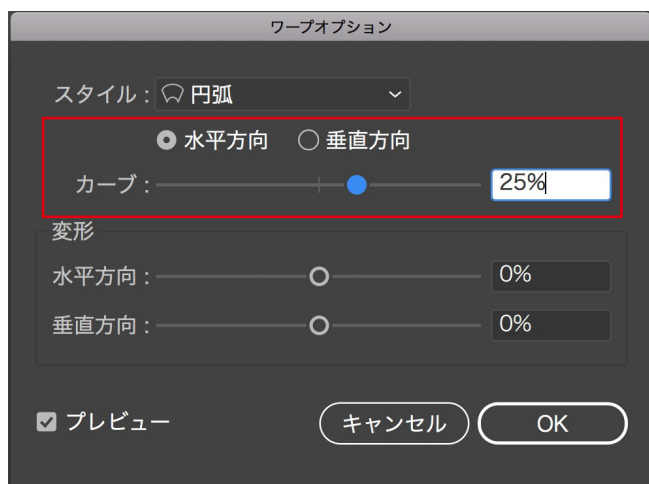 ワープオプション
スタイル : 円弧
水平方向 垂直方向
カーブ : 25%
変形
水平方向 : 0%
垂直方向 : 0%
プレビュー キャンセル OK